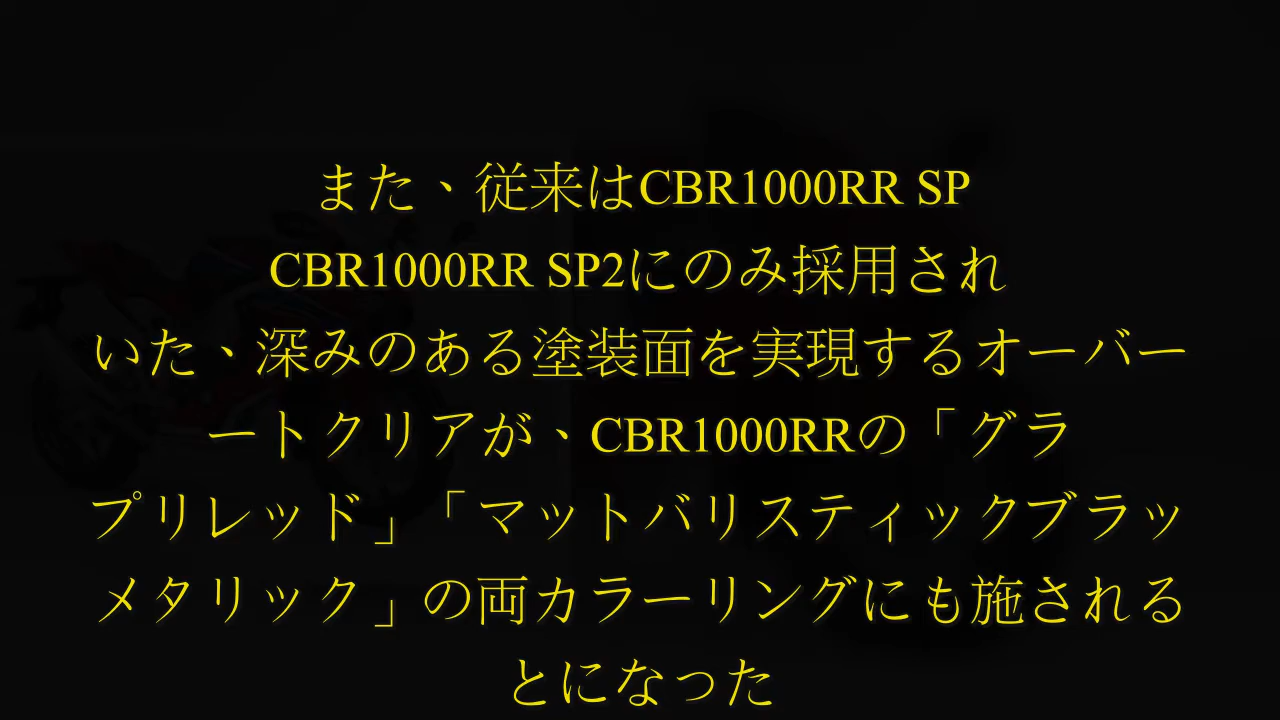 また、従来はCBR1000RR SP
CBR1000RR SP2にのみ採用され
いた、深みのある塗装面を実現するオーバー
ートクリアが、CBR1000RRの「グラ
プリレッド」「マットバリスティックブラッ
メタリック」の両カラーリングにも施される
とになった